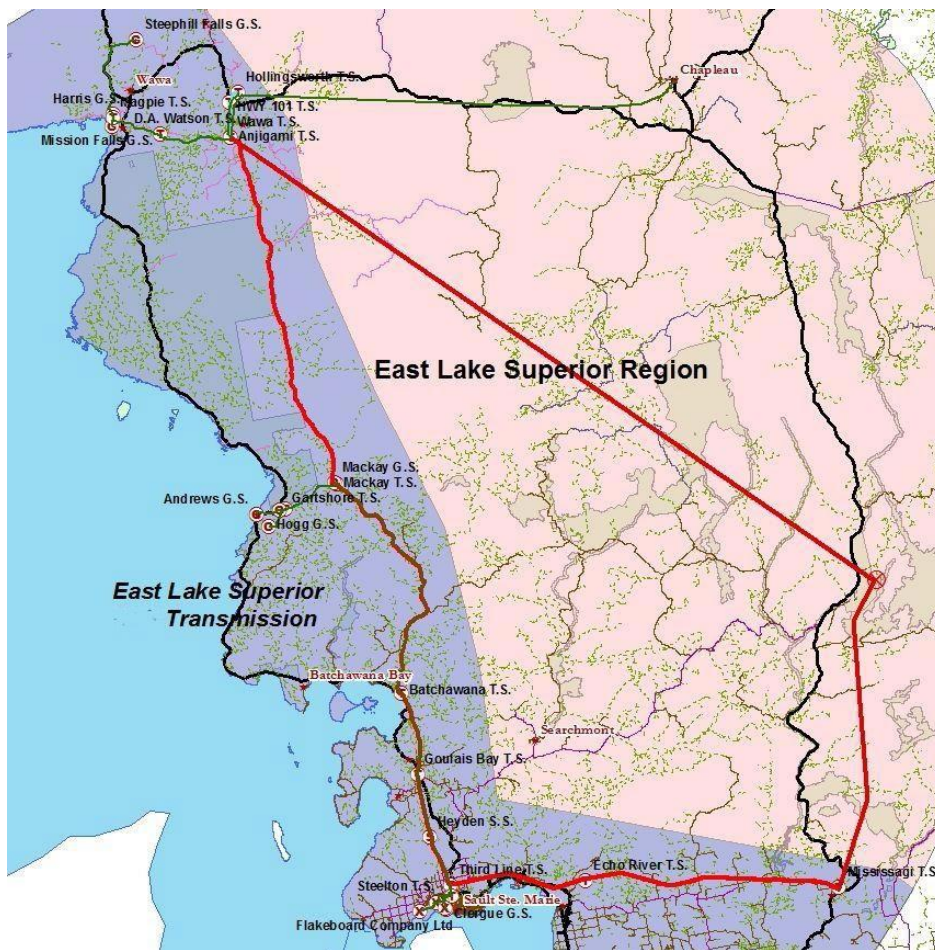 Steephill Falls G.S.
Wawa
Hollingsworth T.S.
Chapleau
Harris G.S.
Magpie T.S.
HWY 101 T.S.
D.A. Watson T.S.
Wawa T.S.
Mission Falls G.S.
Anjigami T.S.
East Lake Superior Region
Mackay G.S.
Mackay T.S.
Andrews G.S.
Gartshore T.S.
Hogg G.S.
East Lake Superior
Transmission
Batchawana Bay
Batchawana T.S.
Searchmont
Goulais Bay T.S.
Heyden S.S.
Echo River T.S.
Third Line T.S.
Mississagi T.S.
Steelton T.S.
Sault Ste. Marie
Clergue G.S.
Flakeboard Company Ltd